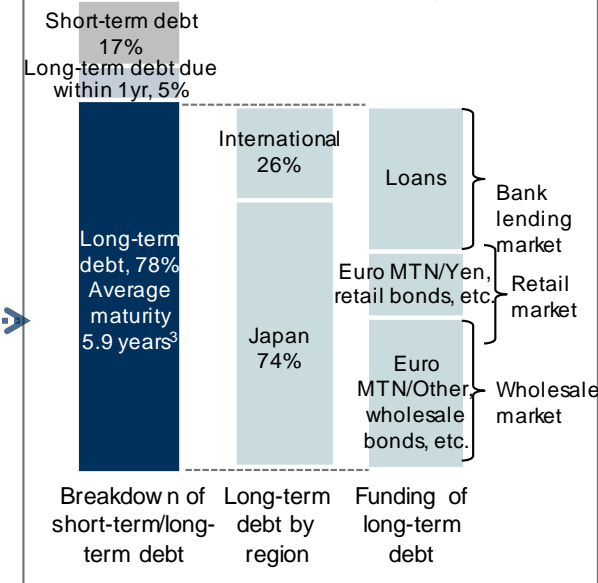 Short-term debt
17%
Long-term debt due
within 1yr, 5%
Long-term
debt, 78%
Average
maturity
5.9 years3
International
26%
Japan
74%
Loans
Euro MTN/Yen,
retail bonds, etc.
Euro
MTN/Other,
wholesale
bonds, etc.
Bank
lending
market
Retail
market
Wholesale
market
Breakdown of
short-term/long-
term debt
Long-term
debt by
region
Funding of
long-term
debt